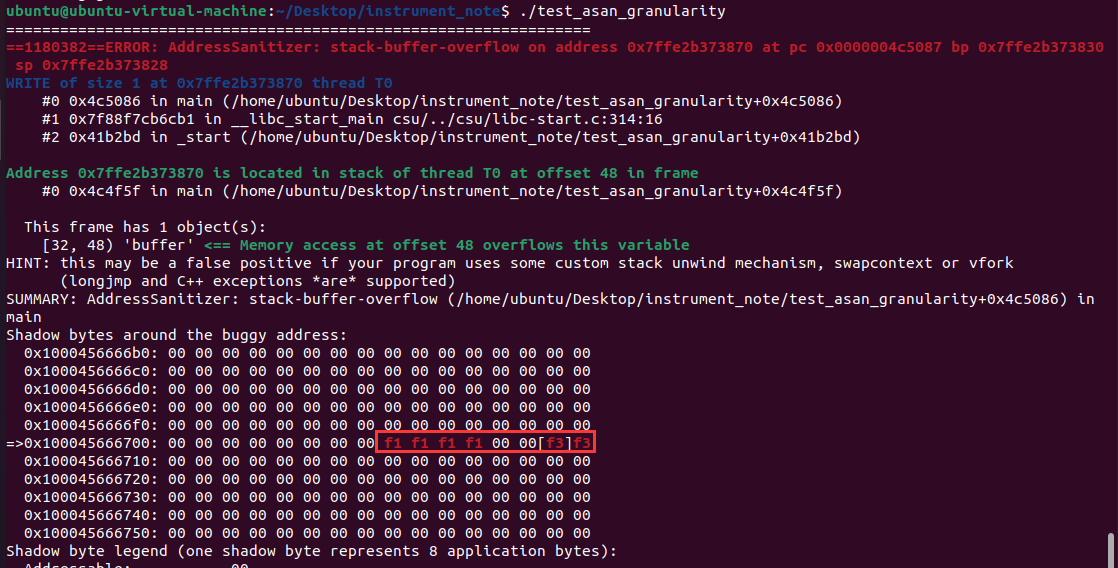 ubuntu@ubuntu-virtual-machine:~/Desktop/instrument_note$ ./test_asan_granularity
=================================================================
==1180382==ERROR: AddressSanitizer: stack-buffer-overflow on address 0x7ffe2b373870 at pc 0x0000004c5087 bp 0x7ffe2b373830
 sp 0x7ffe2b373828
WRITE of size 1 at 0x7ffe2b373870 thread T0
    #0 0x4c5086 in main (/home/ubuntu/Desktop/instrument_note/test_asan_granularity+0x4c5086)
    #1 0x7f88f7cb6cb1 in __libc_start_main csu/../csu/libc-start.c:314:16
    #2 0x41b2bd in _start (/home/ubuntu/Desktop/instrument_note/test_asan_granularity+0x41b2bd)

Address 0x7ffe2b373870 is located in stack of thread T0 at offset 48 in frame
    #0 0x4c4f5f in main (/home/ubuntu/Desktop/instrument_note/test_asan_granularity+0x4c4f5f)

  This frame has 1 object(s):
    [32, 48) 'buffer' <== Memory access at offset 48 overflows this variable
HINT: this may be a false positive if your program uses some custom stack unwind mechanism, swapcontext or vfork
      (longjmp and C++ exceptions *are* supported)
SUMMARY: AddressSanitizer: stack-buffer-overflow (/home/ubuntu/Desktop/instrument_note/test_asan_granularity+0x4c5086) in
main
Shadow bytes around the buggy address:
  0x1000456666b0: 00 00 00 00 00 00 00 00 00 00 00 00 00 00 00 00
  0x1000456666c0: 00 00 00 00 00 00 00 00 00 00 00 00 00 00 00 00
  0x1000456666d0: 00 00 00 00 00 00 00 00 00 00 00 00 00 00 00 00
  0x1000456666e0: 00 00 00 00 00 00 00 00 00 00 00 00 00 00 00 00
  0x1000456666f0: 00 00 00 00 00 00 00 00 00 00 00 00 00 00 00 00
=>0x100045666700: 00 00 00 00 00 00 00 00 f1 f1 f1 f1 00 00[f3]f3
  0x100045666710: 00 00 00 00 00 00 00 00 00 00 00 00 00 00 00 00
  0x100045666720: 00 00 00 00 00 00 00 00 00 00 00 00 00 00 00 00
  0x100045666730: 00 00 00 00 00 00 00 00 00 00 00 00 00 00 00 00
  0x100045666740: 00 00 00 00 00 00 00 00 00 00 00 00 00 00 00 00
  0x100045666750: 00 00 00 00 00 00 00 00 00 00 00 00 00 00 00 00
Shadow byte legend (one shadow byte represents 8 application bytes):
  Addressable:           00